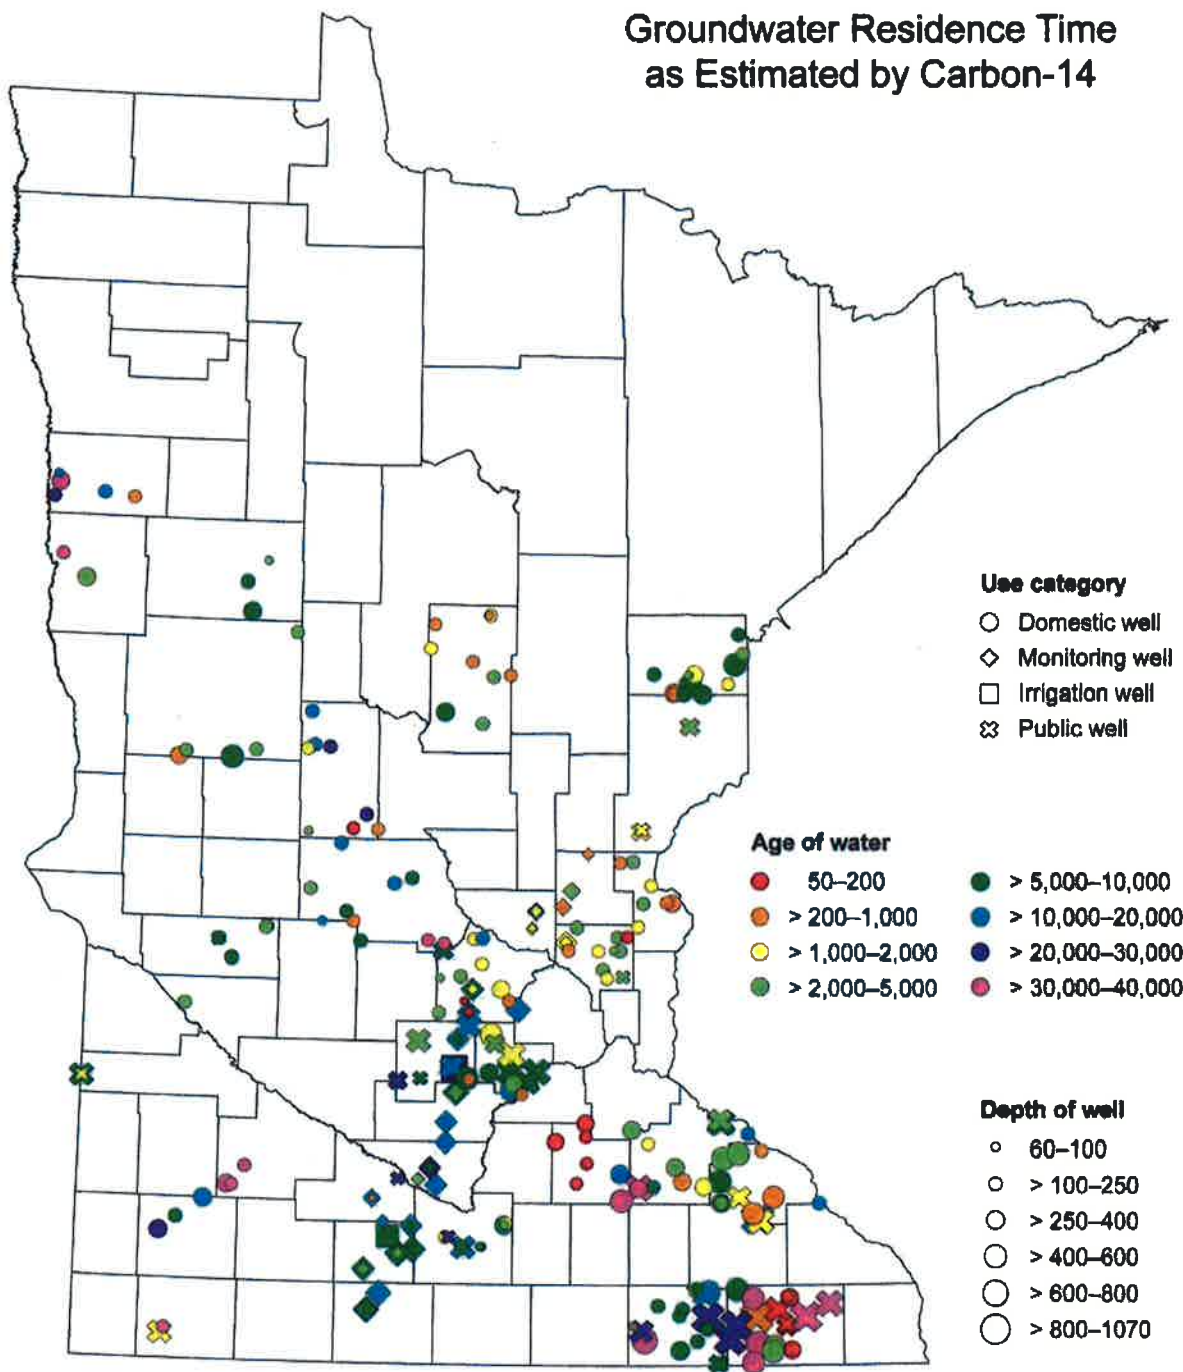 Groundwater Residence Time
as Estimated by Carbon-14
Use category
Domestic well
Monitoring well
Irrigation well
Public well
Age of water
50–200
> 200–1,000
> 1,000–2,000
> 2,000–5,000
> 5,000–10,000
> 10,000–20,000
> 20,000–30,000
> 30,000–40,000
Depth of well
60–100
> 100–250
> 250–400
> 400–600
> 600–800
> 800–1070